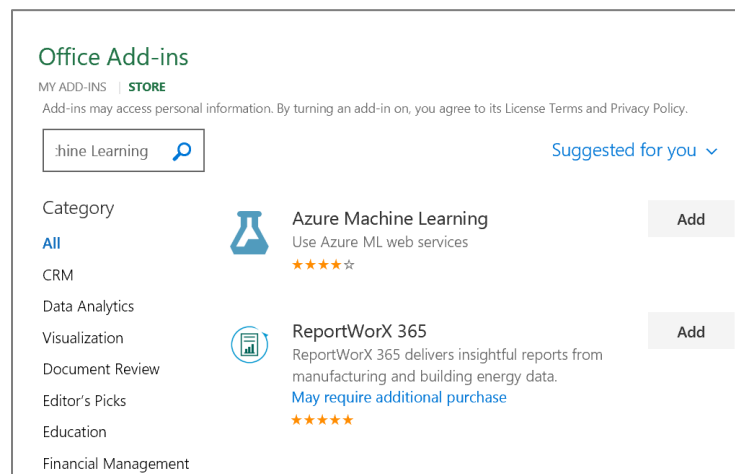 Office Add-ins
MY ADD-INS | STORE
Add-ins may access personal information. By turning an add-in on, you agree to its License Terms and Privacy Policy.
:hine Learning
Suggested for you
Category
All
CRM
Data Analytics
Visualization
Document Review
Editor's Picks
Education
Financial Management
Azure Machine Learning
Use Azure ML web services
★★★★☆
Add
ReportWorX 365
ReportWorX 365 delivers insightful reports from
manufacturing and building energy data.
May require additional purchase
★★★★★
Add